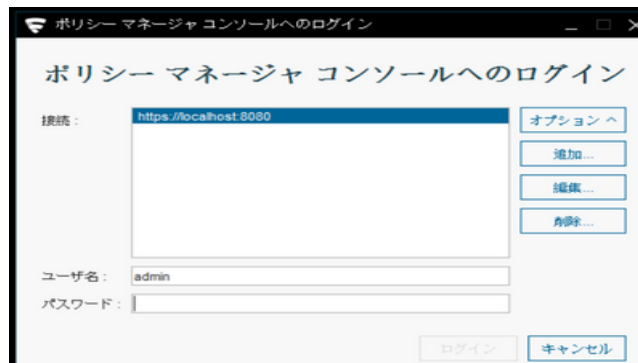 ポリシー マネージャ コンソールへのログイン
ポリシー マネージャ コンソールへのログイン
接続：
https://localhost:8080
オプション へ
追加...
編集...
削除...
ユーザ名：
admin
パスワード：
ログイン
キャンセル